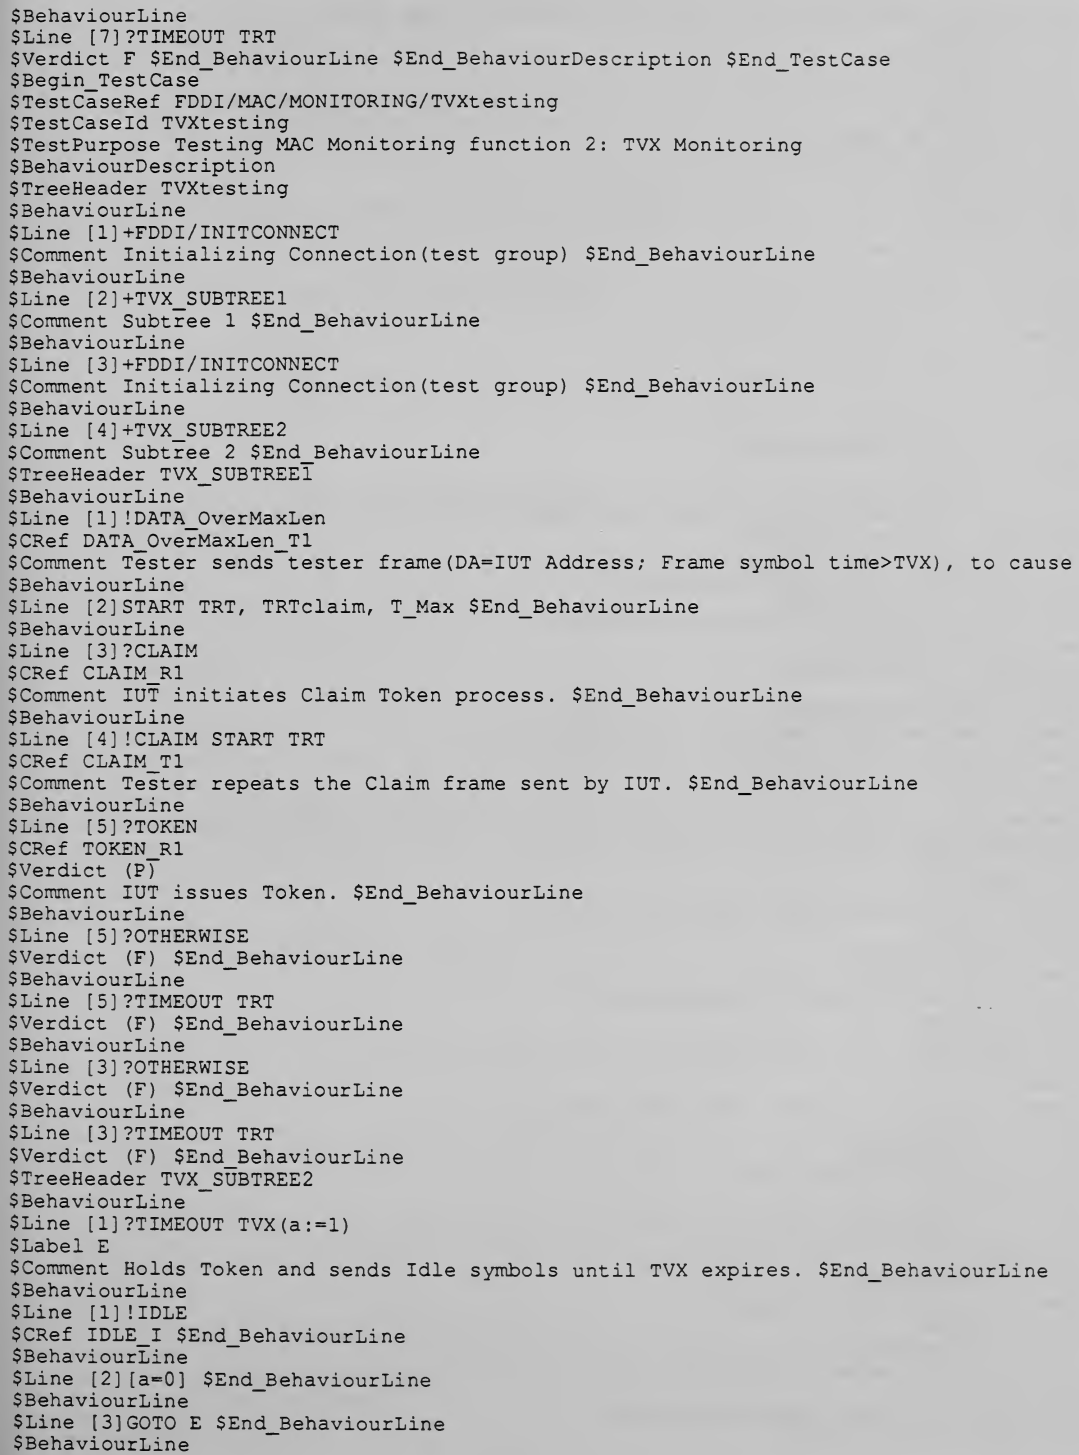 $BehaviourLine
$Line [7]?TIMEOUT TRT
$Verdict F $End_BehaviourLine $End_BehaviourDescription $End_TestCase
$Begin_TestCase
$TestCaseRef FDDI/MAC/MONITORING/TVXtesting
$TestCaseId TVXtesting
$TestPurpose Testing MAC Monitoring function 2: TVX Monitoring
$BehaviourDescription
$TreeHeader TVXtesting
$BehaviourLine
$Line [1]+FDDI/INITCONNECT
$Comment Initializing Connection(test group) $End_BehaviourLine
$BehaviourLine
$Line [2]+TVX_SUBTREE1
$Comment Subtree 1 $End_BehaviourLine
$BehaviourLine
$Line [3]+FDDI/INITCONNECT
$Comment Initializing Connection(test group) $End_BehaviourLine
$BehaviourLine
$Line [4]+TVX_SUBTREE2
$Comment Subtree 2 $End_BehaviourLine
$TreeHeader TVX_SUBTREE1
$BehaviourLine
$Line [1]!DATA_OverMaxLen
$CRef DATA_OverMaxLen_T1
$Comment Tester sends tester frame(DA=IUT Address; Frame symbol time>TVX), to cause
$BehaviourLine
$Line [2]START TRT, TRTclaim, T_Max $End_BehaviourLine
$BehaviourLine
$Line [3]?CLAIM
$CRef CLAIM_R1
$Comment IUT initiates Claim Token process. $End_BehaviourLine
$BehaviourLine
$Line [4]!CLAIM START TRT
$CRef CLAIM_T1
$Comment Tester repeats the Claim frame sent by IUT. $End_BehaviourLine
$BehaviourLine
$Line [5]?TOKEN
$CRef TOKEN_R1
$Verdict (P)
$Comment IUT issues Token. $End_BehaviourLine
$BehaviourLine
$Line [5]?OTHERWISE
$Verdict (F) $End_BehaviourLine
$BehaviourLine
$Line [5]?TIMEOUT TRT
$Verdict (F) $End_BehaviourLine
$BehaviourLine
$Line [3]?OTHERWISE
$Verdict (F) $End_BehaviourLine
$BehaviourLine
$Line [3]?TIMEOUT TRT
$Verdict (F) $End_BehaviourLine
$TreeHeader TVX_SUBTREE2
$BehaviourLine
$Line [1]?TIMEOUT TVX(a:=1)
$Label E
$Comment Holds Token and sends Idle symbols until TVX expires. $End_BehaviourLine
$BehaviourLine
$Line [1]!IDLE
$CRef IDLE_I $End_BehaviourLine
$BehaviourLine
$Line [2][a=0] $End_BehaviourLine
$BehaviourLine
$Line [3]GOTO E $End_BehaviourLine
$BehaviourLine